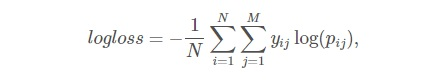 logloss = -\frac{1}{N} \sum_{i=1}^{N} \sum_{j=1}^{M} y_{ij} \log(p_{ij}),